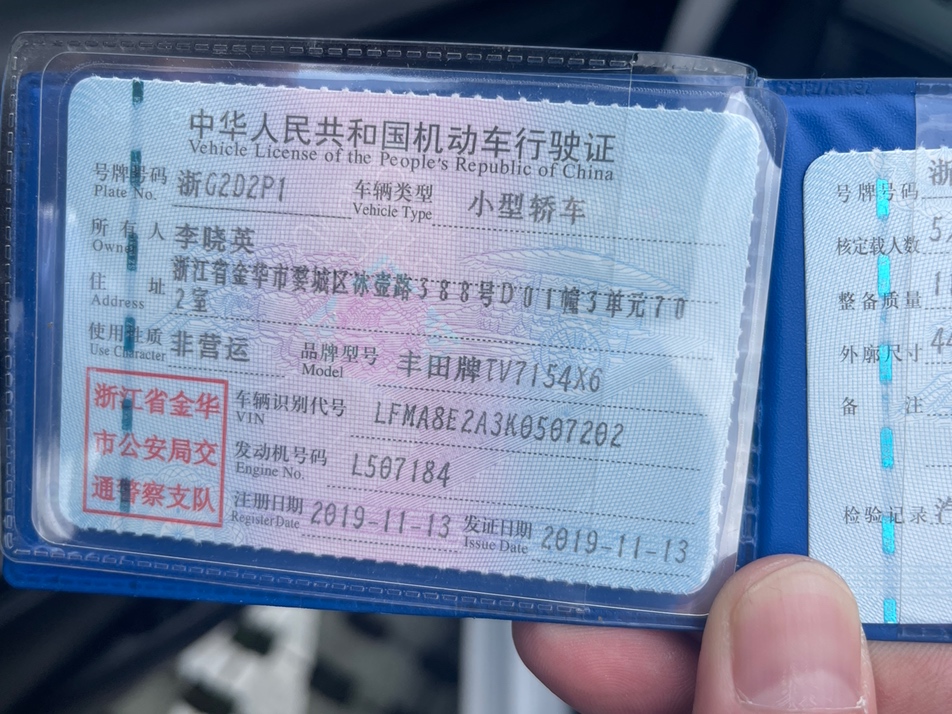 中华人民共和国机动车行驶证
Vehicle License of the People's Republic of China
号牌号码 浙G2D2P1 车辆类型 小型轿车
Plate No. Vehicle Type
所有人 李晓英
Owner
住址 浙江省金华市婺城区冰壶路588号D01幢3单元70
Address 2室
使用性质 非营运 品牌型号 丰田牌TV7154X6
Use Character Model
浙江省金华
市公安局交
通警察支队
车辆识别代号 LFMA8E2A3K0507202
VIN
发动机号码 L507184
Engine No.
注册日期 2019-11-13 发证日期 2019-11-13
Register Date Issue Date
号牌号码 浙
核定载人数 5
整备质量 1
外廓尺寸 44
备注
检验记录